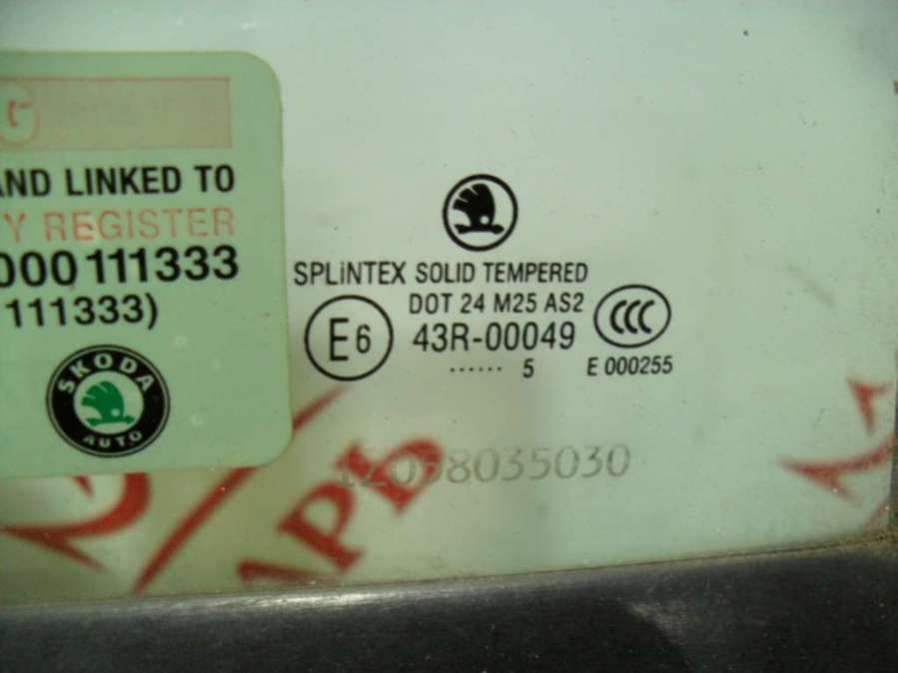 G
AND LINKED TO
Y REGISTER
000111333
111333)
SKODA
AUTO
SPLiNTEX SOLID TEMPERED
DOT 24 M25 AS2
E6
43R-00049
CCC
...... 5
E 000255
АРЬ